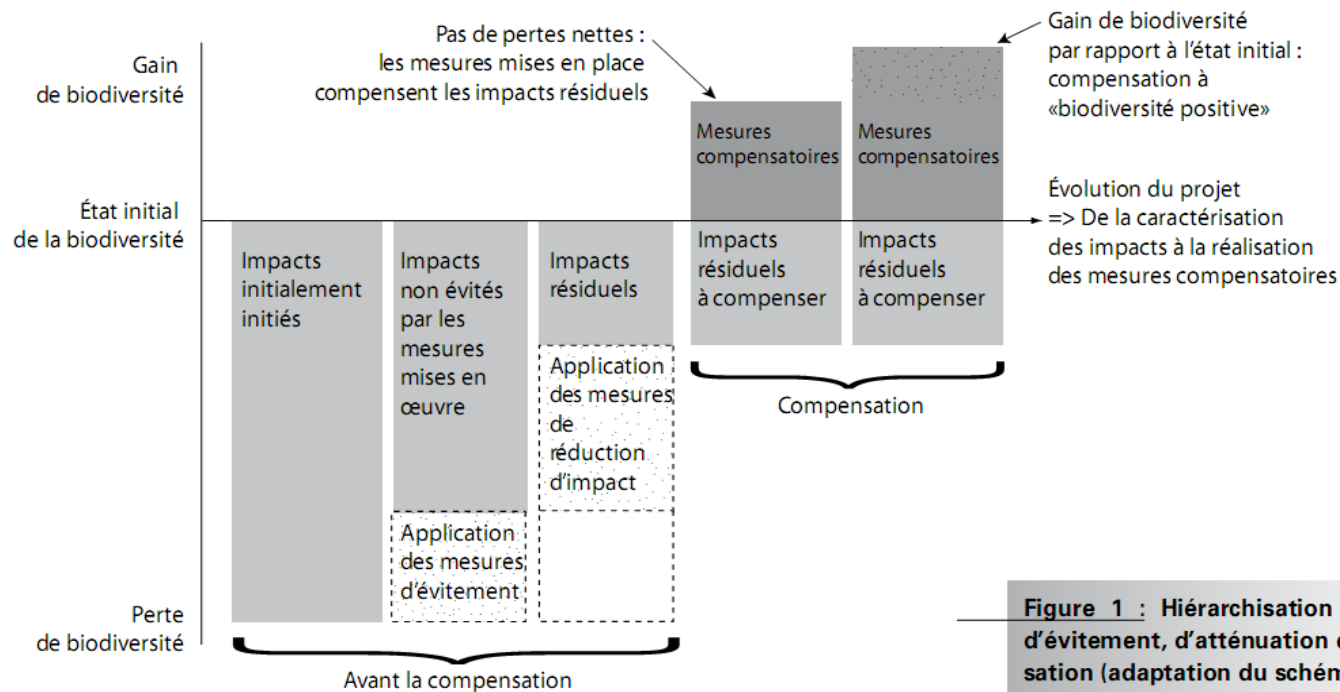 Gain
de biodiversité
État initial
de la biodiversité
Perte
de biodiversité
Pas de pertes nettes :
les mesures mises en place
compensent les impacts résiduels
Gain de biodiversité
par rapport à l'état initial :
compensation à
«biodiversité positive»
Mesures
compensatoires
Mesures
compensatoires
Évolution du projet
=> De la caractérisation
des impacts à la réalisation
des mesures compensatoires
Impacts
initialement
initiés
Impacts
non évités
par les
mesures
mises en
œuvre
Impacts
résiduels
Impacts
résiduels
à compenser
Impacts
résiduels
à compenser
Application
des mesures
de
réduction
d'impact
Application
des mesures
d'évitement
Compensation
Avant la compensation
Figure 1 : Hiérarchisation
d'évitement, d'atténuation
sation (adaptation du schém